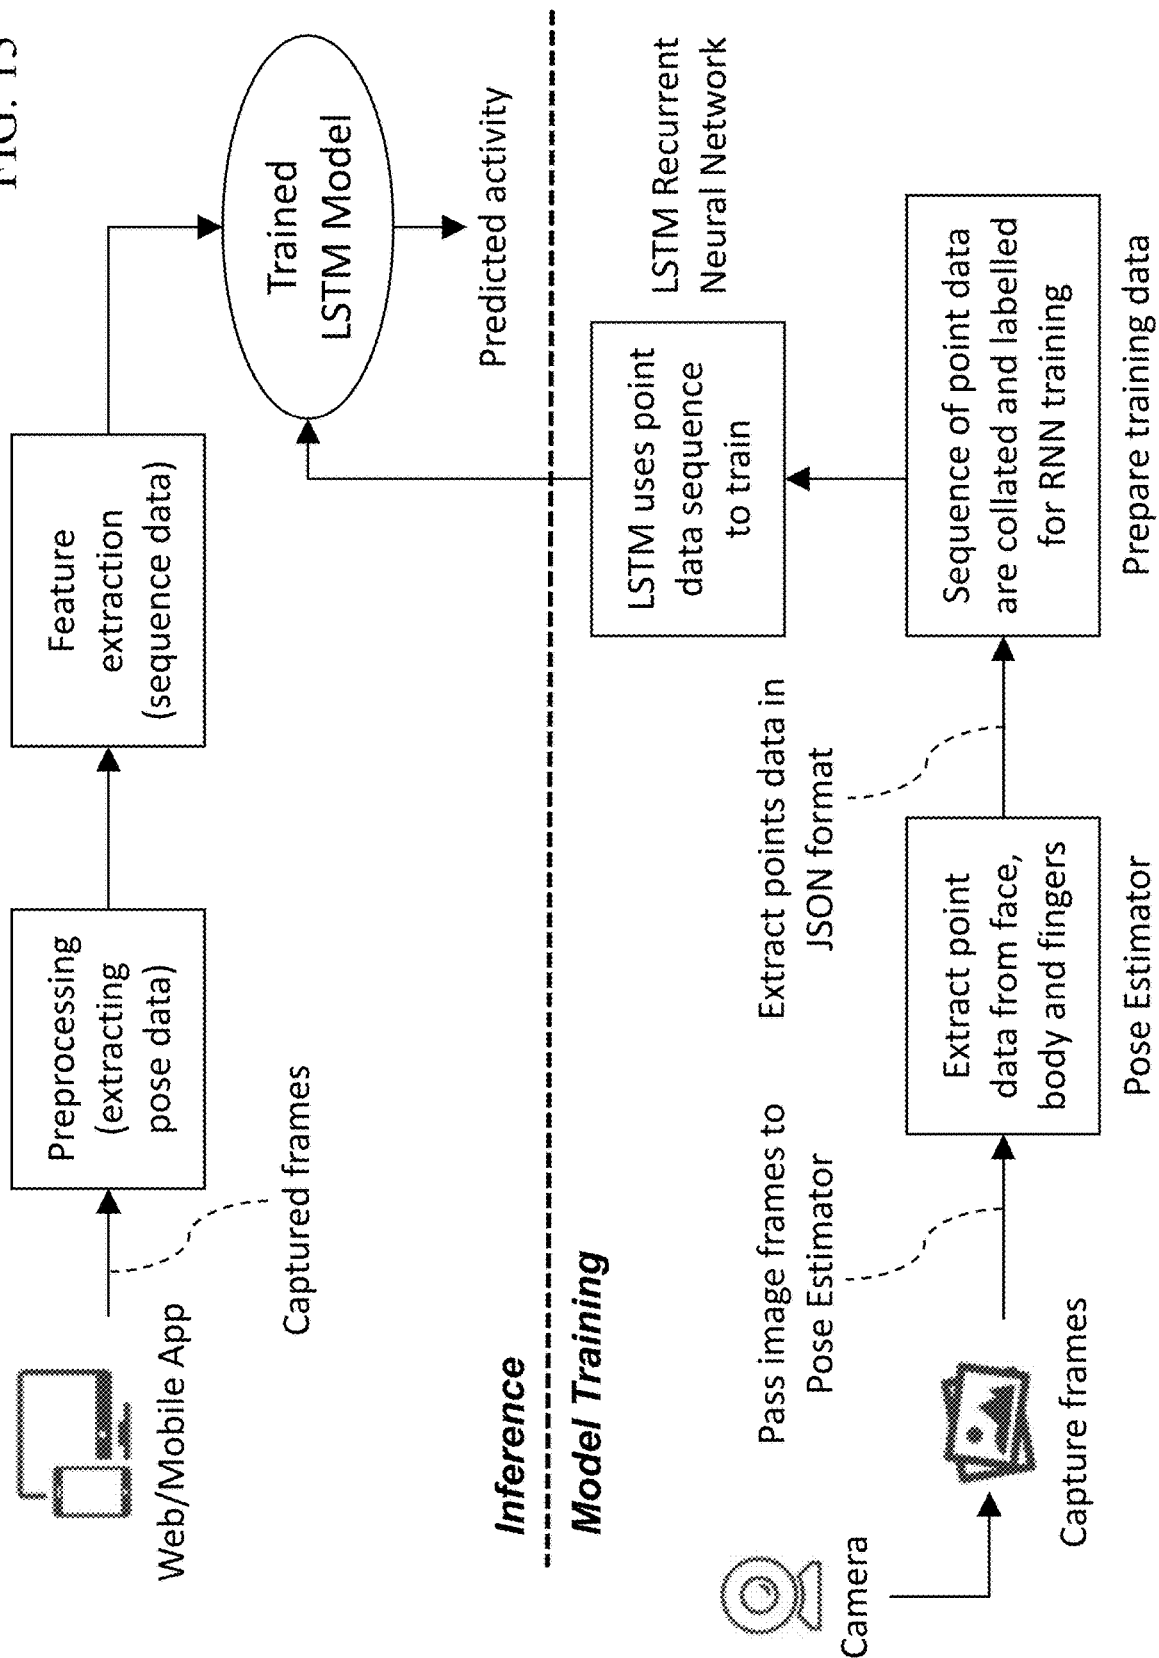 FIG.
Web/Mobile App
Captured frames
Preprocessing
(extracting
pose data)
Feature
extraction
(sequence data)
Trained
LSTM Model
Predicted activity
Inference
Model Training
Camera
Capture frames
Pass image frames to
Pose Estimator
Extract point
data from face,
body and fingers
Pose Estimator
Extract points data in
JSON format
Sequence of point data
are collated and labelled
for RNN training
Prepare training data
LSTM uses point
data sequence
to train
LSTM Recurrent
Neural Network